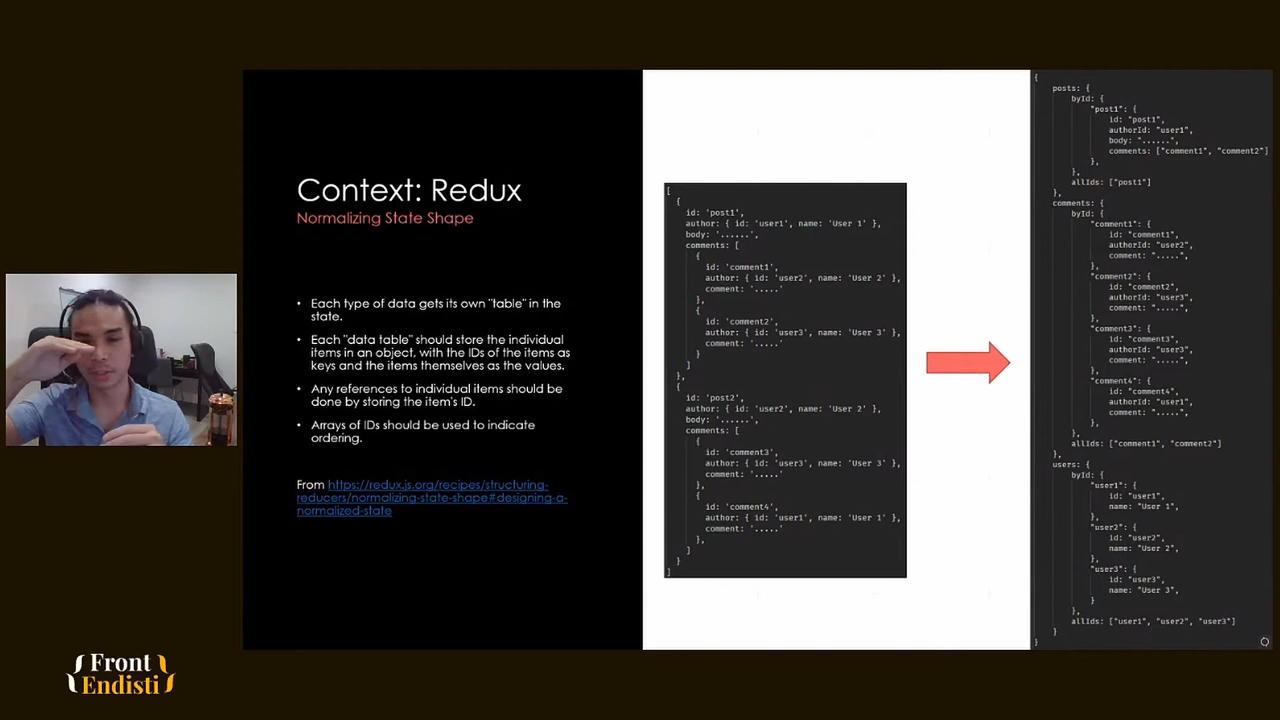 Context: Redux
Normalizing State Shape
• Each type of data gets its own "table" in the
state.
• Each "data table" should store the individual
items in an object, with the IDs of the items as
keys and the items themselves as the values.
• Any references to individual items should be
done by storing the item's ID.
• Arrays of IDs should be used to indicate
ordering.
From https://redux.js.org/recipes/structuring-
reducers/normalizing-state-shape#designing-a-
normalized-state
[
{
id: 'post1',
author: { id: 'user1', name: 'User 1' },
body: '......',
comments: [
{
id: 'comment1',
author: { id: 'user2', name: 'User 2' },
comment: '.....'
},
{
id: 'comment2',
author: { id: 'user3', name: 'User 3' },
comment: '.....'
}
]
},
{
id: 'post2',
author: { id: 'user2', name: 'User 2' },
body: '......',
comments: [
{
id: 'comment3',
author: { id: 'user3', name: 'User 3' },
comment: '.....'
},
{
id: 'comment4',
author: { id: 'user1', name: 'User 1' },
comment: '.....'
},
]
}
]
{
posts: {
byId: {
"post1": {
id: "post1",
authorId: "user1",
body: "......",
comments: ["comment1", "comment2"]
},
},
allIds: ["post1"]
},
comments: {
byId: {
"comment1": {
id: "comment1",
authorId: "user2",
comment: ".....",
},
"comment2": {
id: "comment2",
authorId: "user3",
comment: ".....",
},
"comment3": {
id: "comment3",
authorId: "user3",
comment: ".....",
},
"comment4": {
id: "comment4",
authorId: "user1",
comment: ".....",
},
},
allIds: ["comment1", "comment2"]
},
users: {
byId: {
"user1": {
id: "user1",
name: "User 1",
},
"user2": {
id: "user2",
name: "User 2",
},
"user3": {
id: "user3",
name: "User 3",
}
},
allIds: ["user1", "user2", "user3"]
}
}
{Front
Endisti}